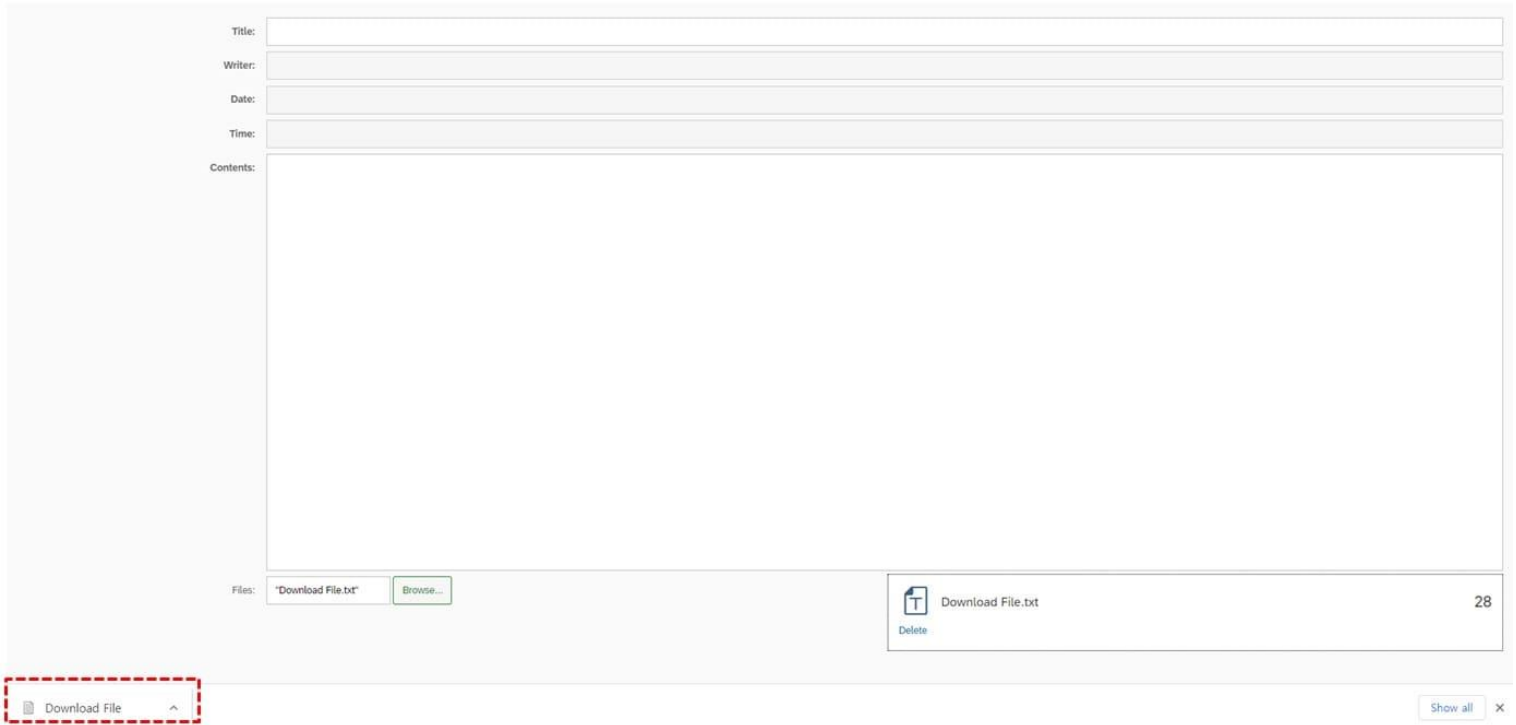 Title:
Writer:
Date:
Time:
Contents:
Files: "Download File.txt" Browse...
Download File.txt 28
Delete
Download File
Show all